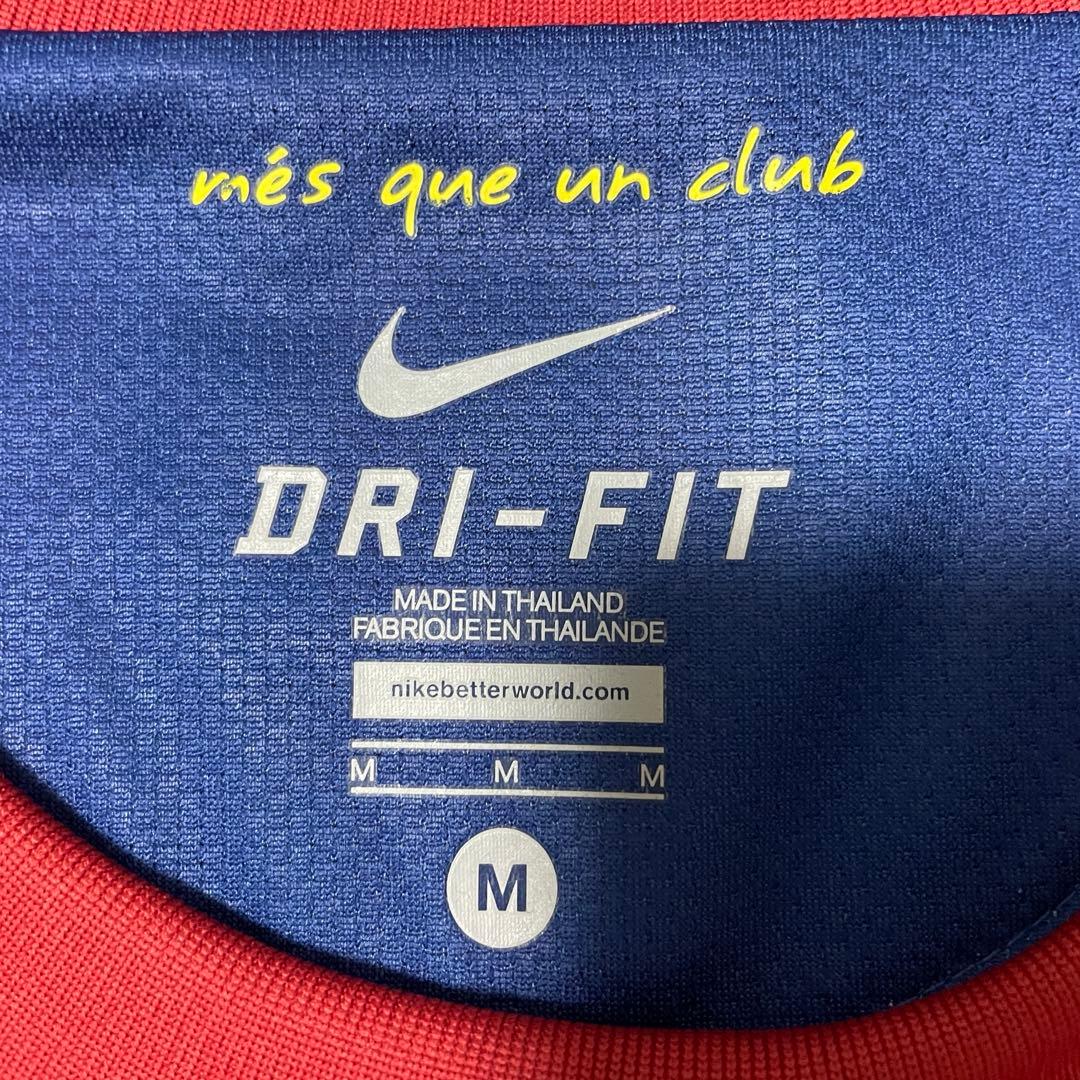 més que un club
DRI-FIT
MADE IN THAILAND
FABRIQUE EN THAILANDE
nikebetterworld.com
M M M
M